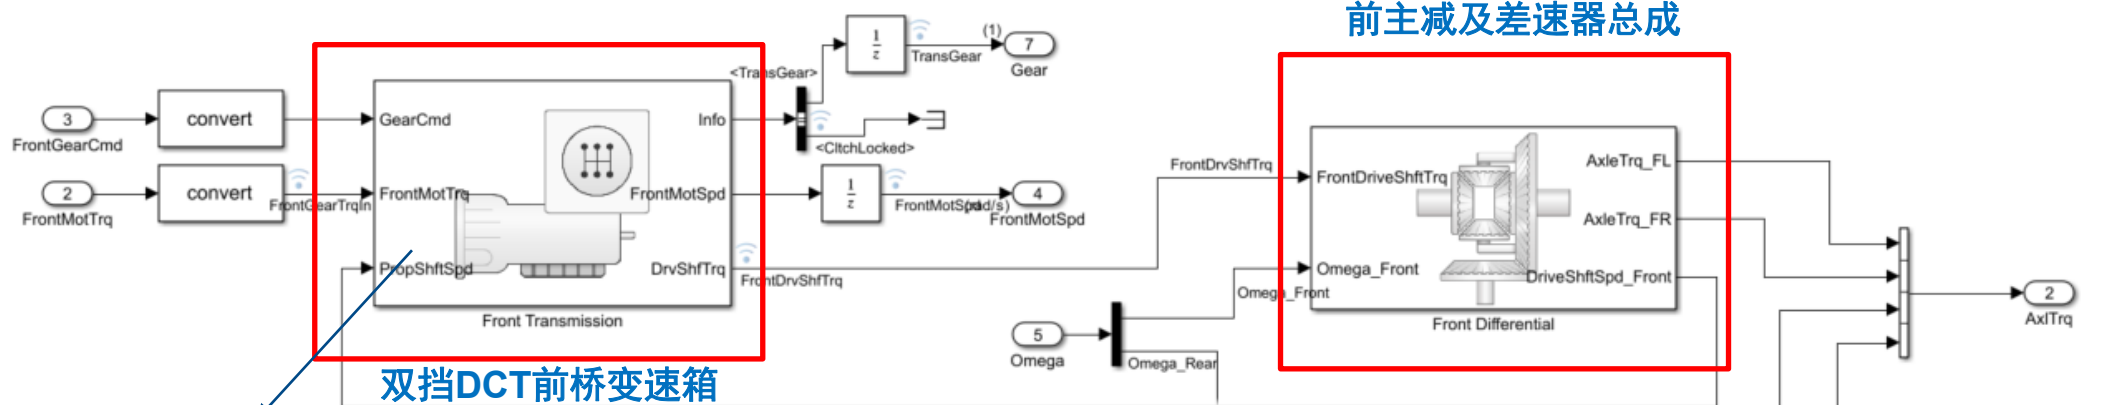 前主减及差速器总成
(1)
1
z
TransGear
7
Gear
<TransGear>
3
FrontGearCmd
convert
GearCmd
Info
<CltchLocked>
2
FrontMotTrq
convert
FrontGearTrqIn
FrontMotTrq
FrontMotSpd
1
z
FrontMotSpd
(rad/s)
4
FrontMotSpd
PropShftSpd
DrvShfTrq
FrontDrvShfTrq
Front Transmission
双挡DCT前桥变速箱
FrontDrvShfTrq
FrontDriveShftTrq
AxleTrq_FL
AxleTrq_FR
Omega_Front
Omega_Front
DriveShftSpd_Front
Front Differential
5
Omega
Omega_Rear
2
AxlTrq